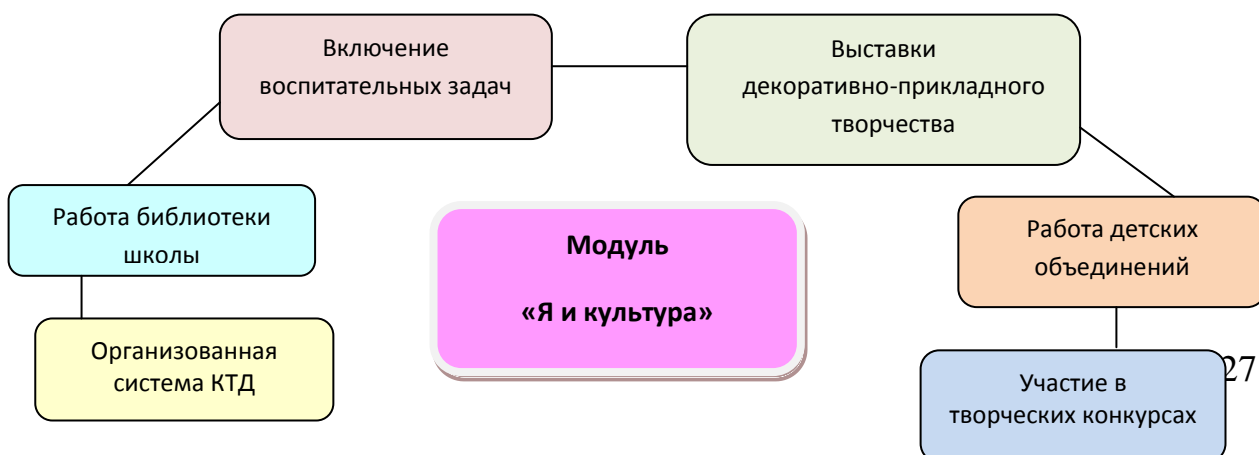 Включение
воспитательных задач
Выставки
декоративно-прикладного
творчества
Работа библиотеки
школы
Модуль
«Я и культура»
Работа детских
объединений
Организованная
система КТД
Участие в
творческих конкурсах
27